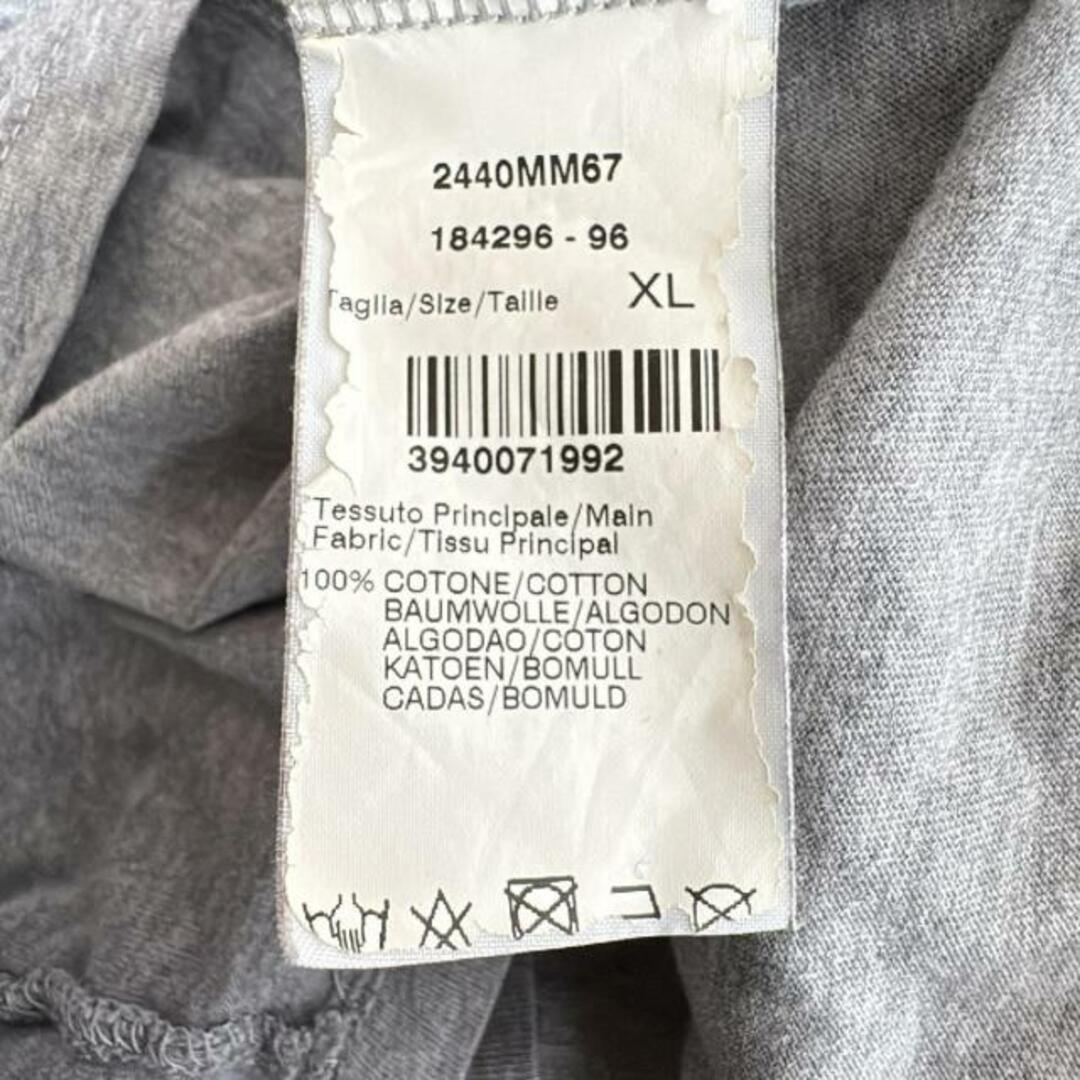 2440MM67
184296 - 96
Taglia/Size/Taille XL
3940071992
Tessuto Principale/Main
Fabric/Tissu Principal
100% COTONE/COTTON
BAUMWOLLE/ALGODON
ALGODAO/COTON
KATOEN/BOMULL
CADAS/BOMULD